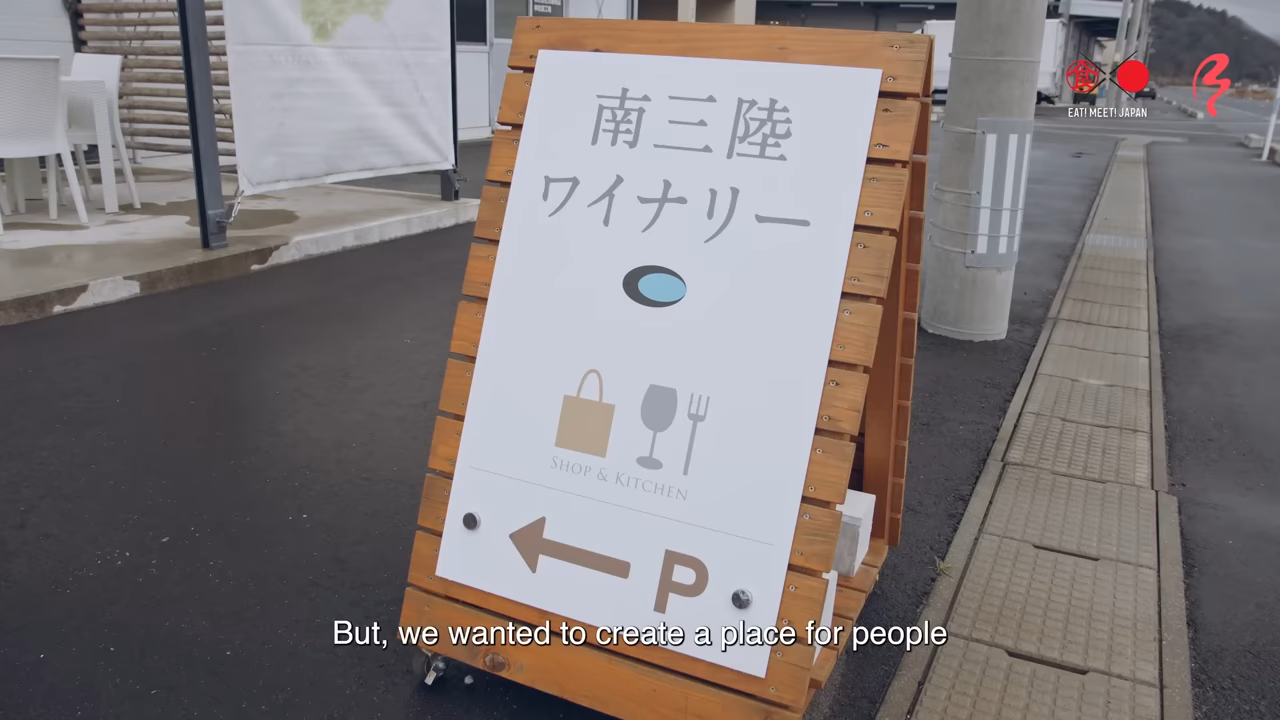 南三陸
ワイナリー
SHOP & KITCHEN
P
食
EAT! MEET! JAPAN
But, we wanted to create a place for people